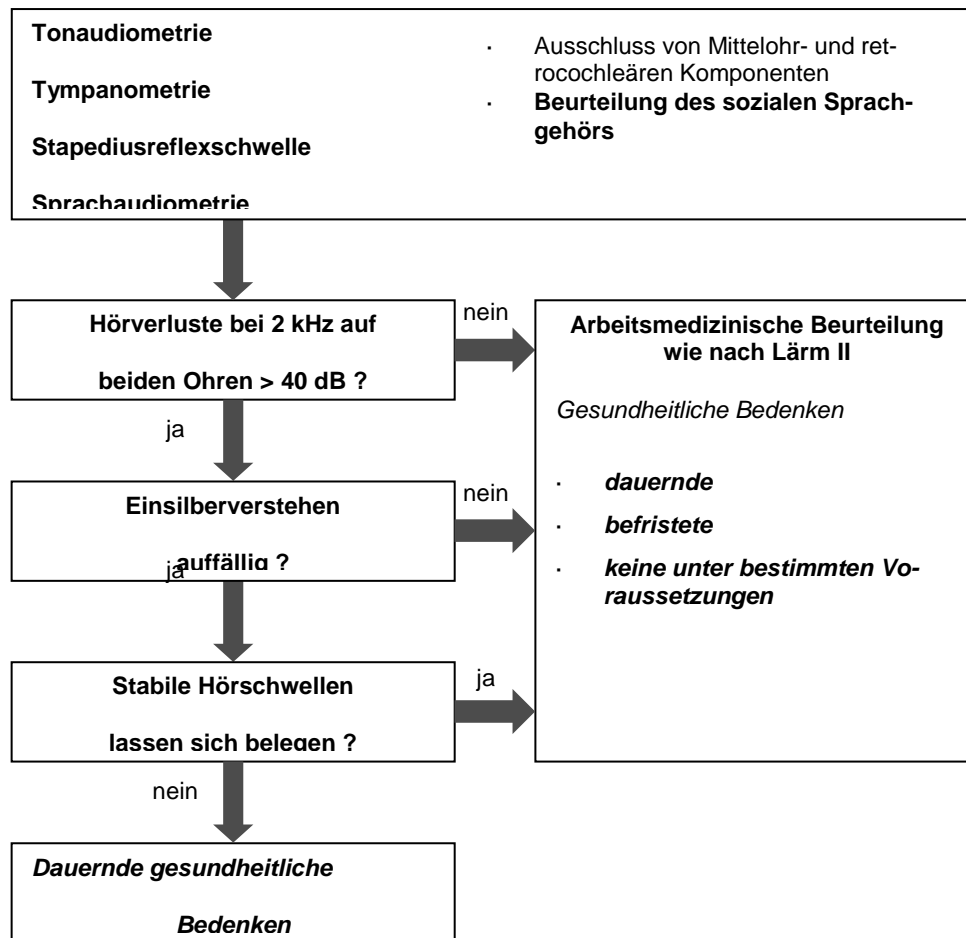 Tonaudiometrie
Tympanometrie
Stapediusreflexschwelle
Sprachaudiometrie
· Ausschluss von Mittelohr- und ret-
rocochleären Komponenten
· Beurteilung des sozialen Sprach-
gehörs
Hörverluste bei 2 kHz auf
beiden Ohren > 40 dB ?
nein
ja
Arbeitsmedizinische Beurteilung
wie nach Lärm II
Gesundheitliche Bedenken
· dauernde
· befristete
· keine unter bestimmten Vo-
raussetzungen
Einsilberverstehen
auffällig ?
nein
ja
Stabile Hörschwellen
lassen sich belegen ?
ja
nein
Dauernde gesundheitliche
Bedenken